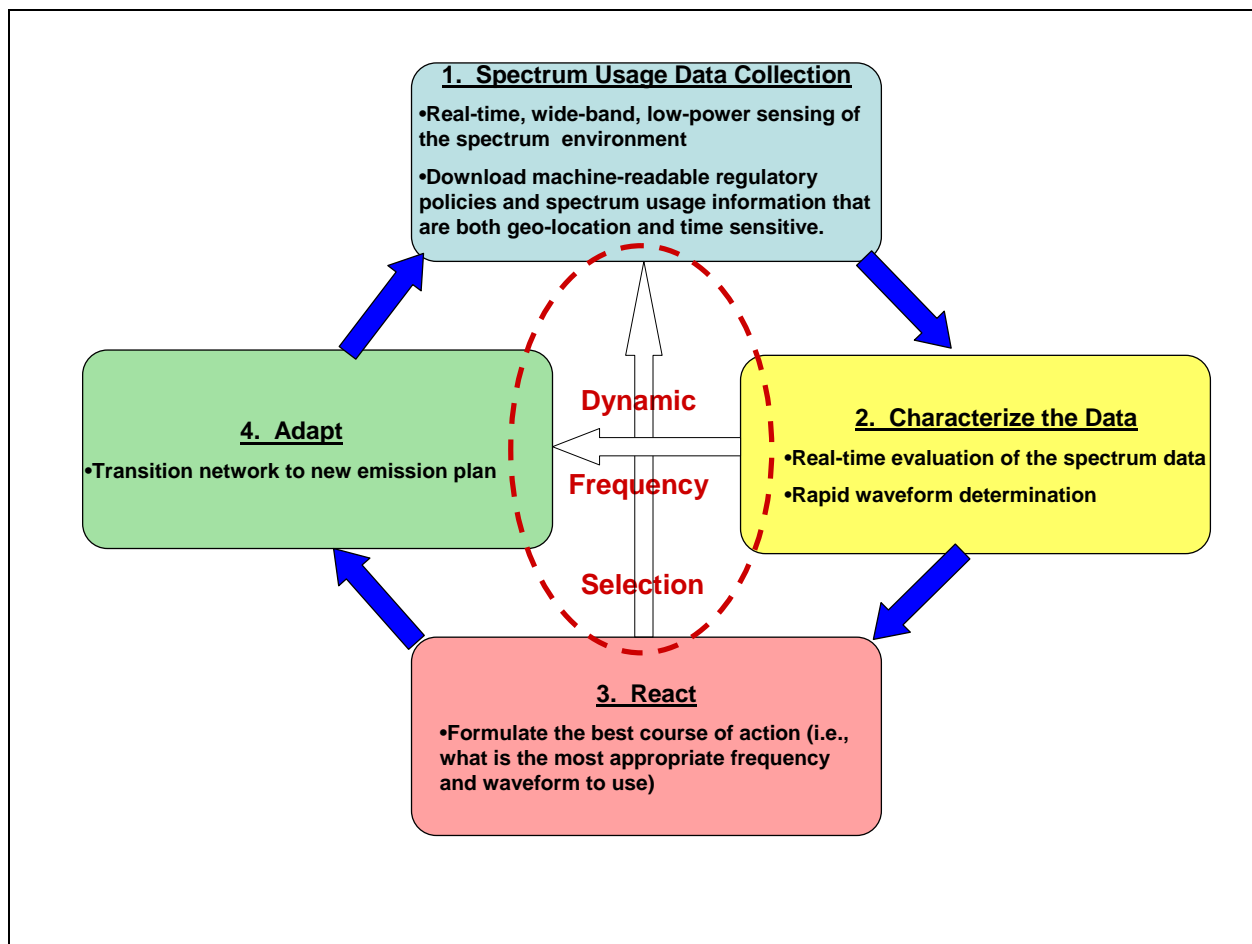 1. Spectrum Usage Data Collection
•Real-time, wide-band, low-power sensing of
the spectrum environment
•Download machine-readable regulatory
policies and spectrum usage information that
are both geo-location and time sensitive.
4. Adapt
•Transition network to new emission plan
Dynamic
Frequency
Selection
2. Characterize the Data
•Real-time evaluation of the spectrum data
•Rapid waveform determination
3. React
•Formulate the best course of action (i.e.,
what is the most appropriate frequency
and waveform to use)